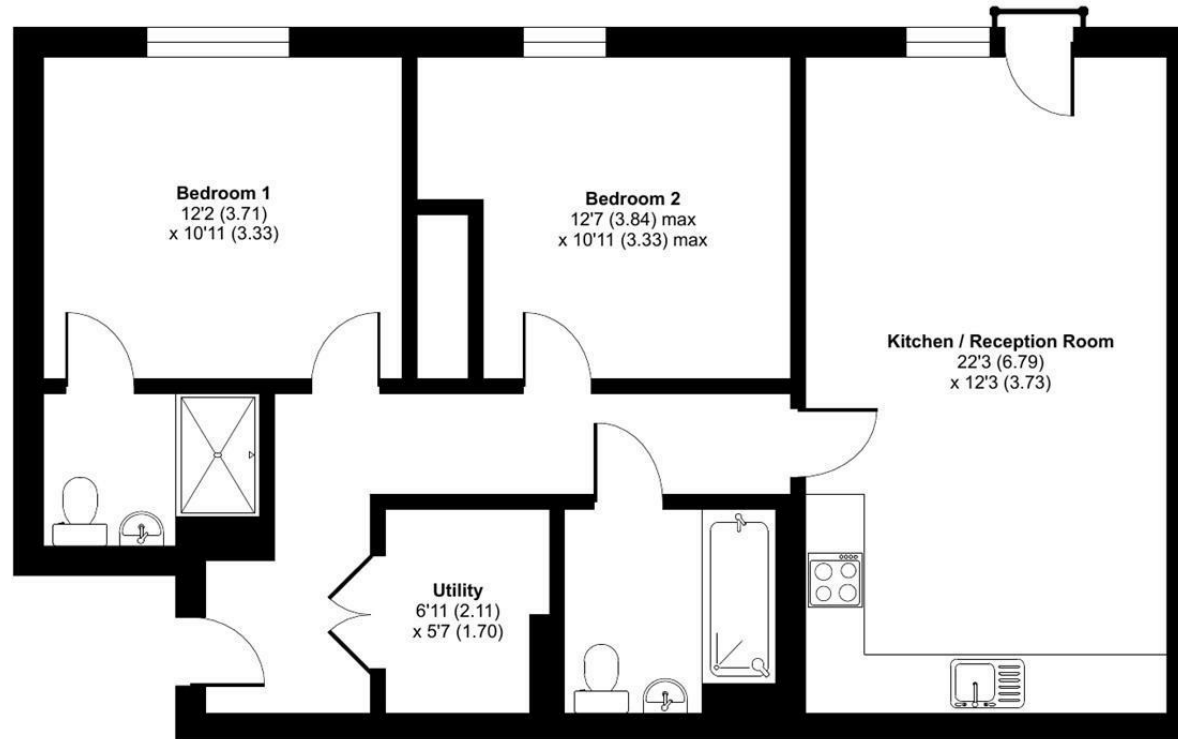 Bedroom 1
12'2 (3.71)
x 10'11 (3.33)
Bedroom 2
12'7 (3.84) max
x 10'11 (3.33) max
Kitchen / Reception Room
22'3 (6.79)
x 12'3 (3.73)
Utility
6'11 (2.11)
x 5'7 (1.70)